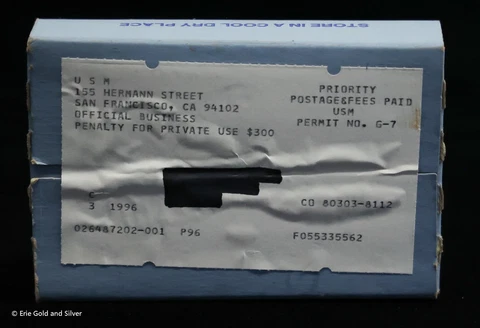 STORE IN A COOL DRY PLACE
U S M
155 HERMANN STREET
SAN FRANCISCO, CA 94102
OFFICIAL BUSINESS
PENALTY FOR PRIVATE USE $300
PRIORITY
POSTAGE&FEES PAID
USM
PERMIT NO. G-7
C
3 1996
CO 80303-8112
026487202-001 P96
F055335562
© Erie Gold and Silver